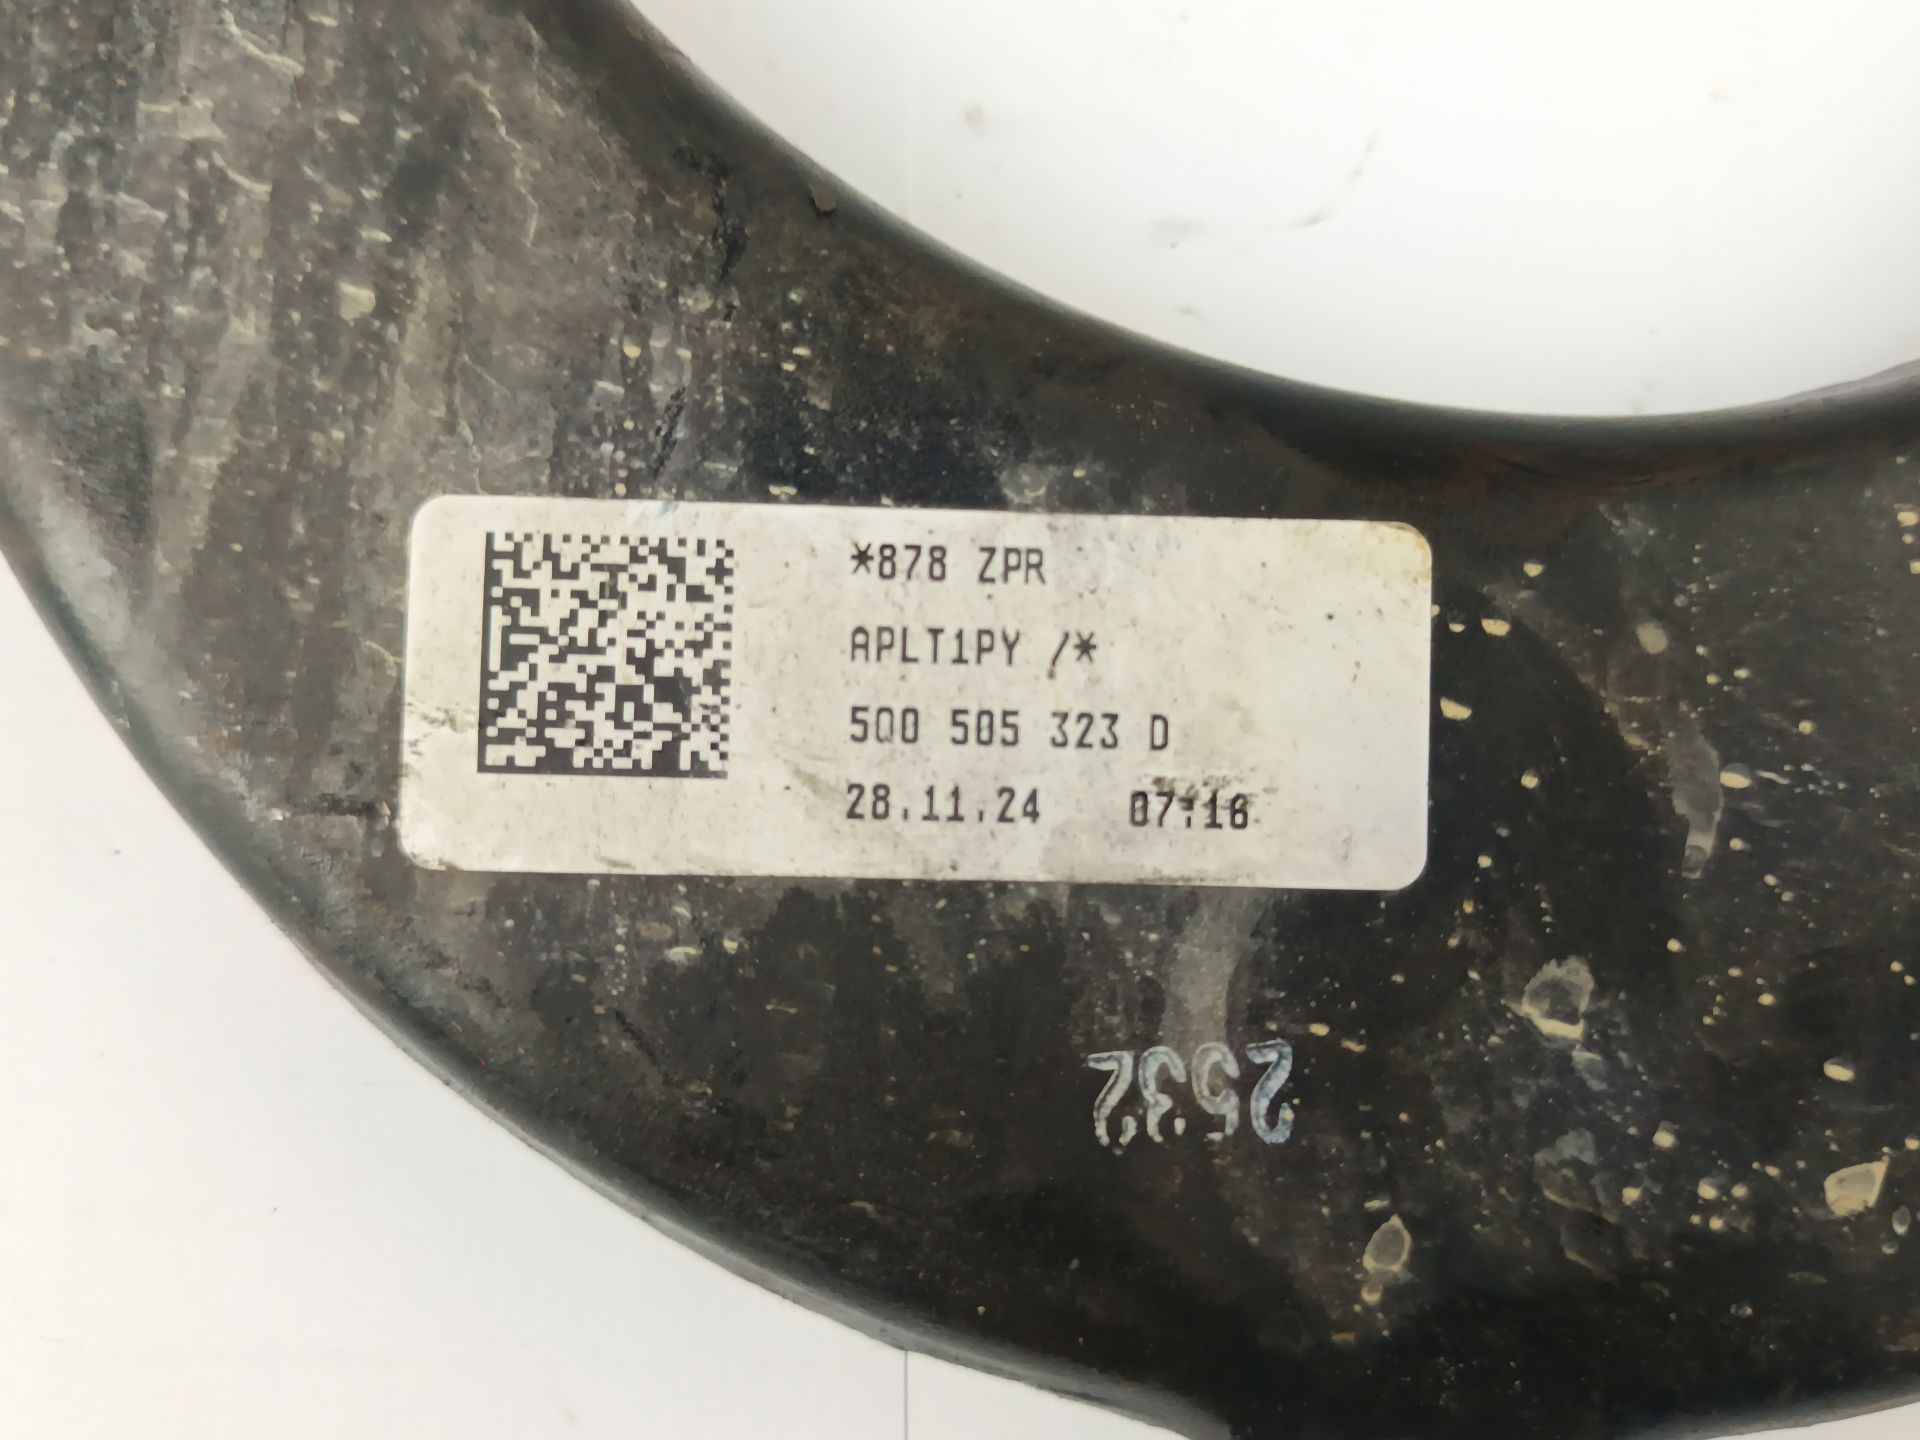 *878 ZPR
APLT1PY /*
5Q0 505 323 D
28.11.24 07:16
2532